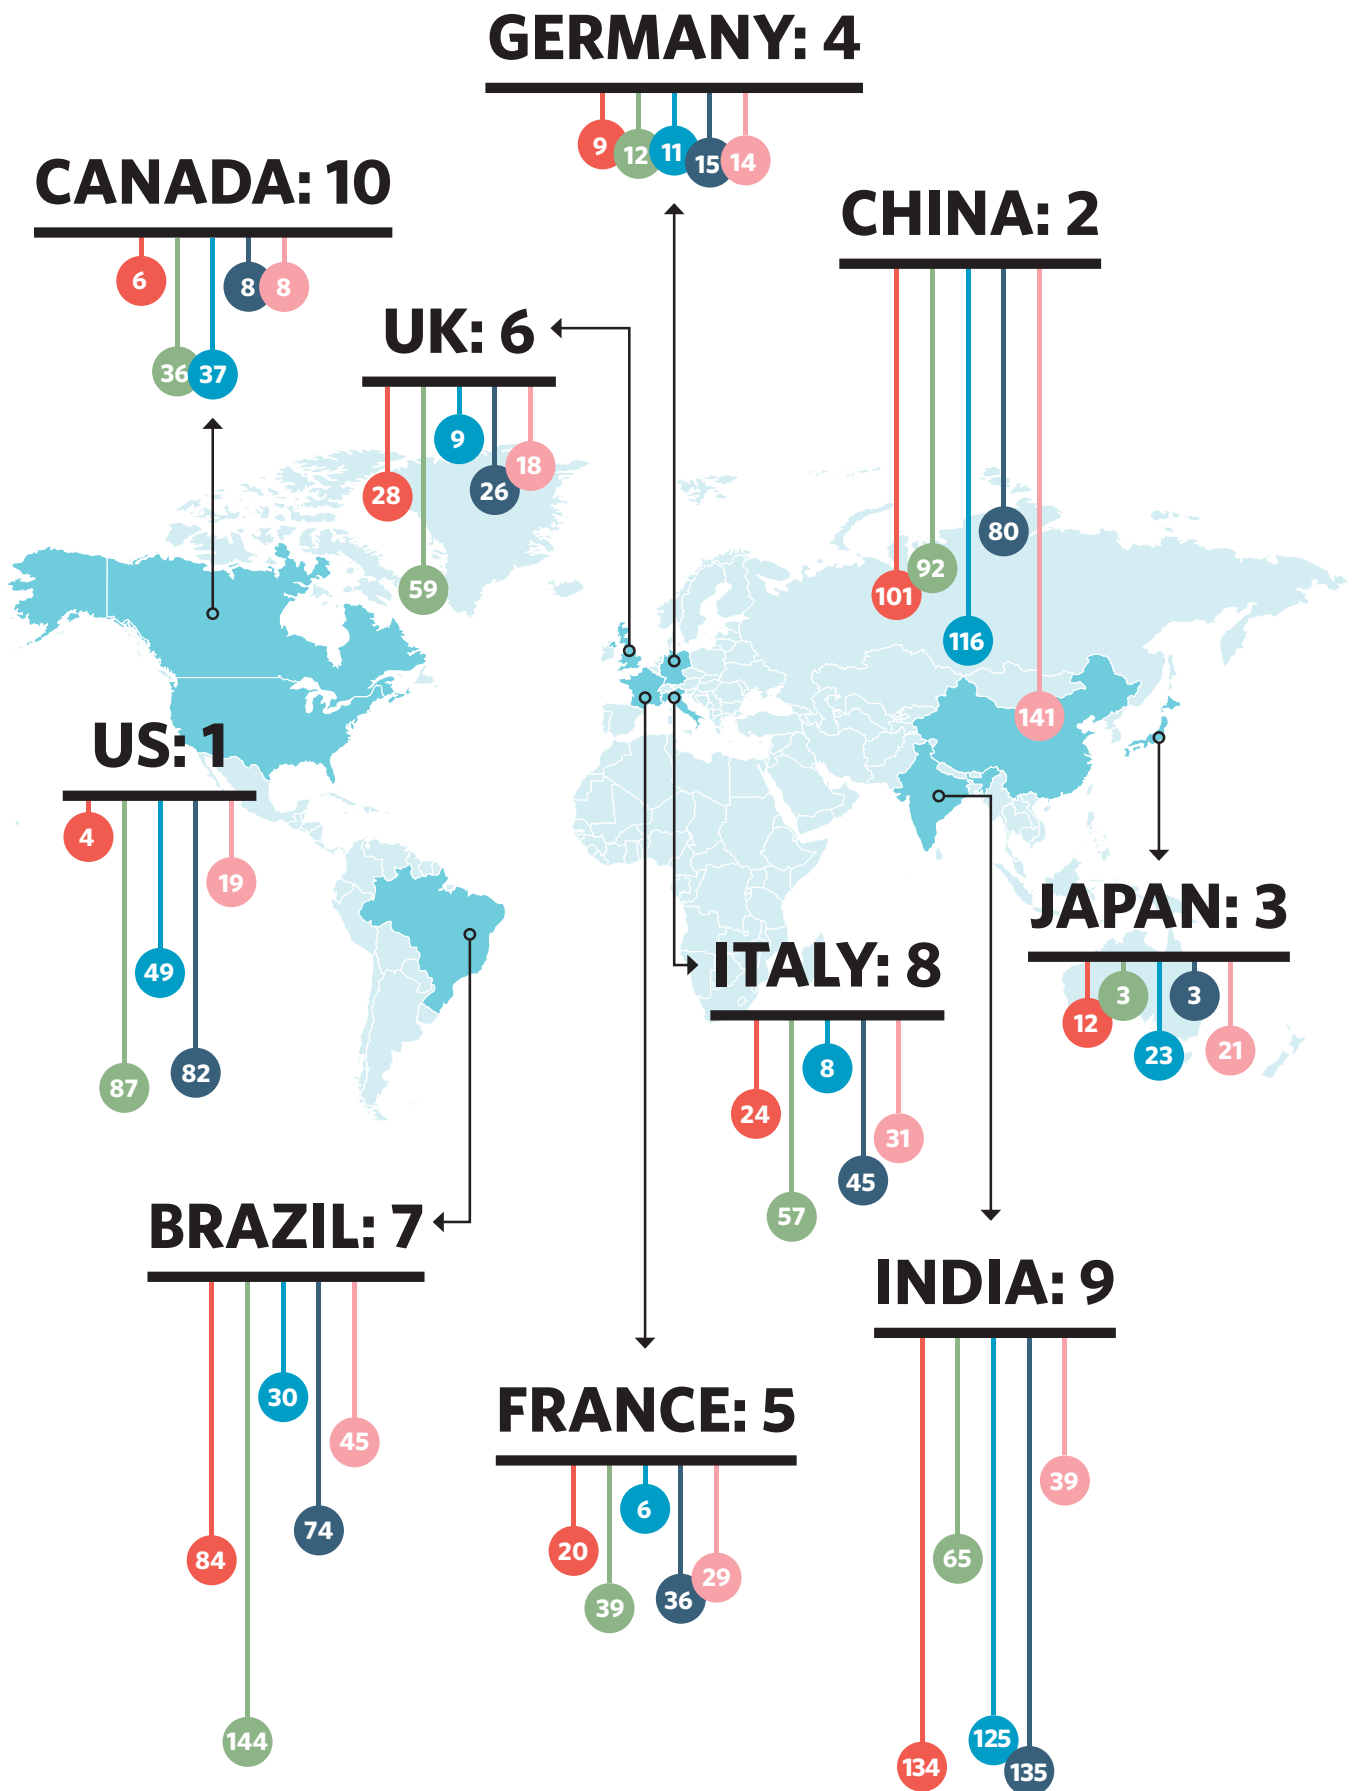 GERMANY: 4
9 12 11 15 14
CANADA: 10
6 36 37 8 8
CHINA: 2
101 92 116 80 141
UK: 6
28 59 9 26 18
US: 1
4 87 49 82 19
JAPAN: 3
12 3 23 3 21
ITALY: 8
24 57 8 45 31
BRAZIL: 7
84 144 30 74 45
INDIA: 9
134 65 125 135 39
FRANCE: 5
20 39 6 36 29